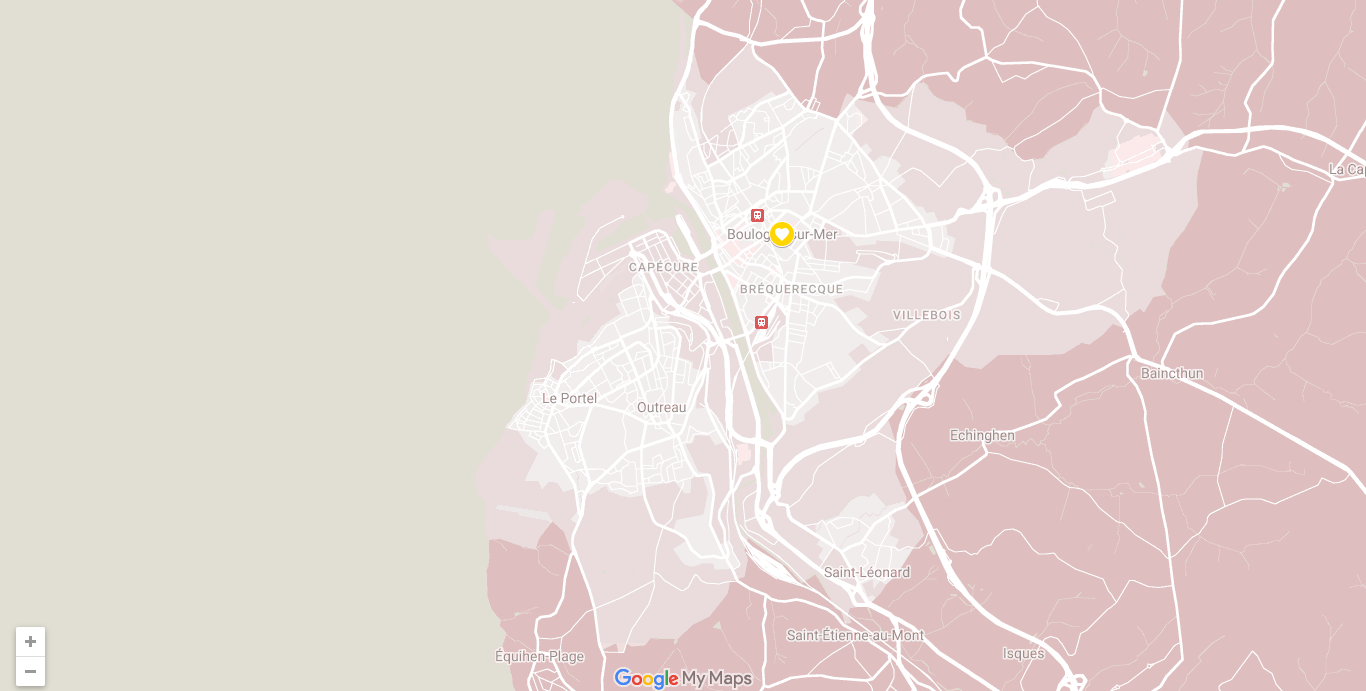 La Cap
Boulog sur-Mer
CAPÉCURE
BRÉQUERECQUE
VILLEBOIS
Baincthun
Le Portel
Outreau
Echinghen
Saint-Léonard
Saint-Étienne-au-Mont
Isques
Équihen-Plage
Google My Maps